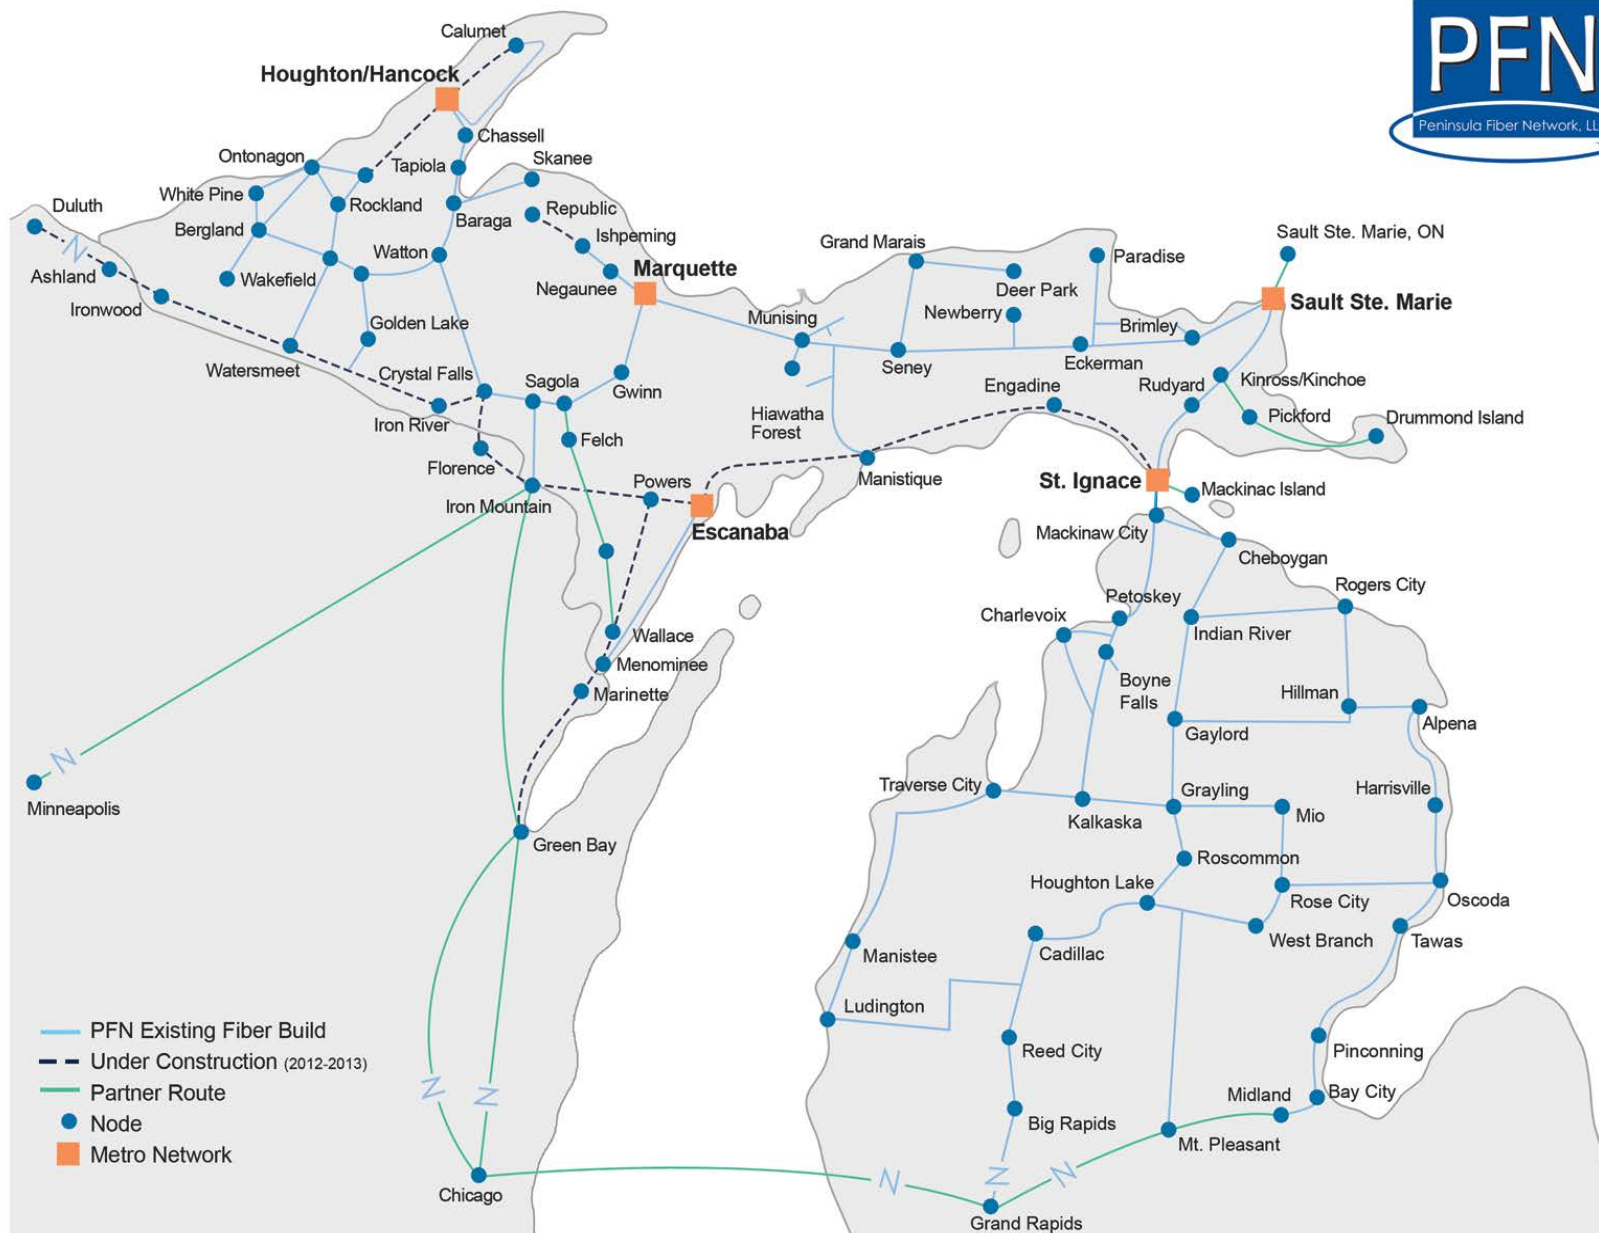 PFN
Peninsula Fiber Network, LL
Calumet
Houghton/Hancock
Chassell
Ontonagon
Tapiola
Skanee
White Pine
Rockland
Baraga
Republic
Duluth
Bergland
Watton
Ishpeming
Grand Marais
Paradise
Sault Ste. Marie, ON
Ashland
Wakefield
Negaunee
Marquette
Deer Park
Sault Ste. Marie
Ironwood
Golden Lake
Munising
Newberry
Brimley
Watersmeet
Crystal Falls
Sagola
Gwinn
Seney
Eckerman
Engadine
Rudyard
Kinross/Kinchoe
Iron River
Felch
Hiawatha
Forest
Pickford
Drummond Island
Florence
Powers
Manistique
St. Ignace
Mackinac Island
Iron Mountain
Escanaba
Mackinaw City
Cheboygan
Rogers City
Petoskey
Charlevoix
Indian River
Wallace
Menominee
Marinette
Boyne
Falls
Hillman
Alpena
Gaylord
N
N
Minneapolis
Traverse City
Kalkaska
Grayling
Mio
Harrisville
Green Bay
Roscommon
Houghton Lake
Rose City
Oscoda
West Branch
Tawas
Cadillac
Manistee
Ludington
PFN Existing Fiber Build
Under Construction (2012-2013)
Partner Route
Node
Metro Network
Reed City
Pinconning
Bay City
Midland
Big Rapids
Mt. Pleasant
N
N
N
N
N
Chicago
Grand Rapids